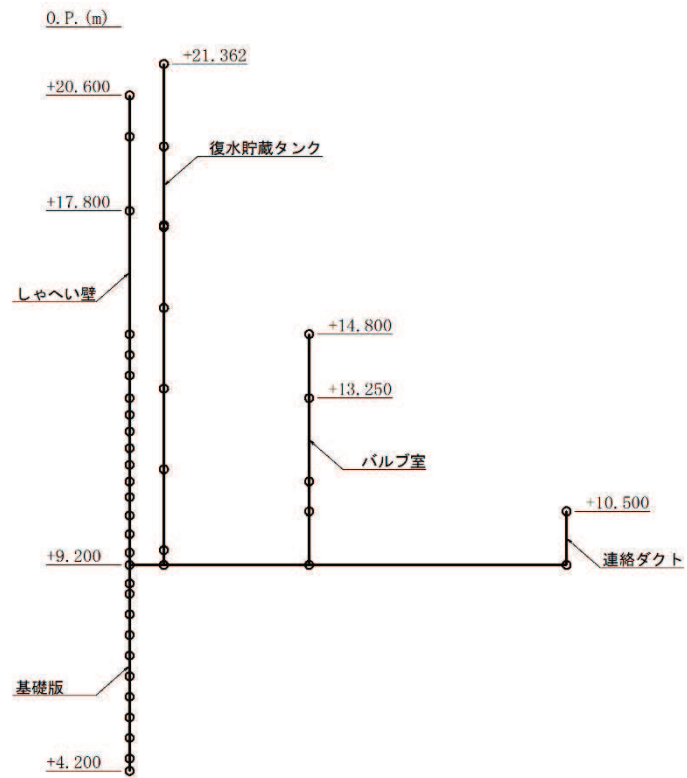 O.P.(m)
+21.362
+20.600
復水貯蔵タンク
+17.800
しゃへい壁
+14.800
+13.250
バルブ室
+10.500
+9.200
連絡ダクト
基礎版
+4.200